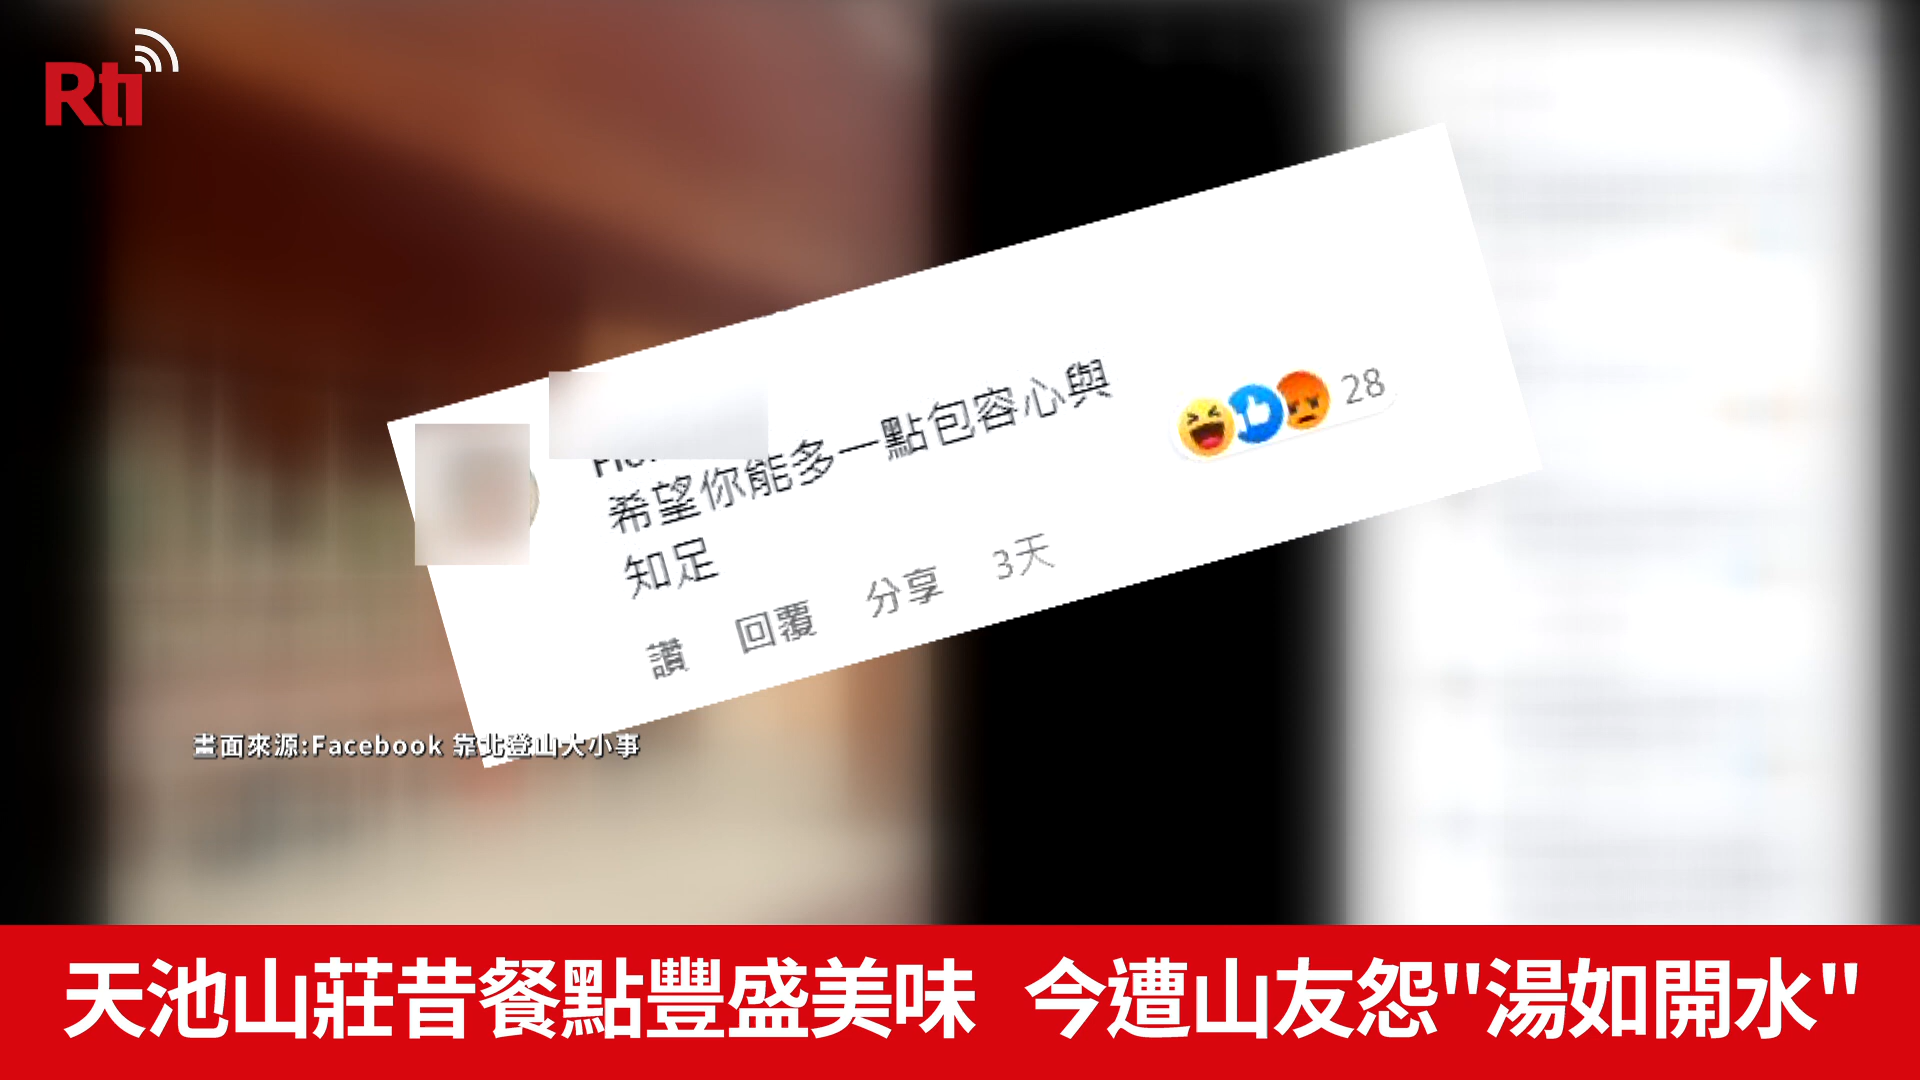 Rti
希望你能多一點包容心與
知足
28
讚 回覆 分享 3天
畫面來源:Facebook 靠北登山大小事
天池山莊昔餐點豐盛美味 今遭山友怨"湯如開水"